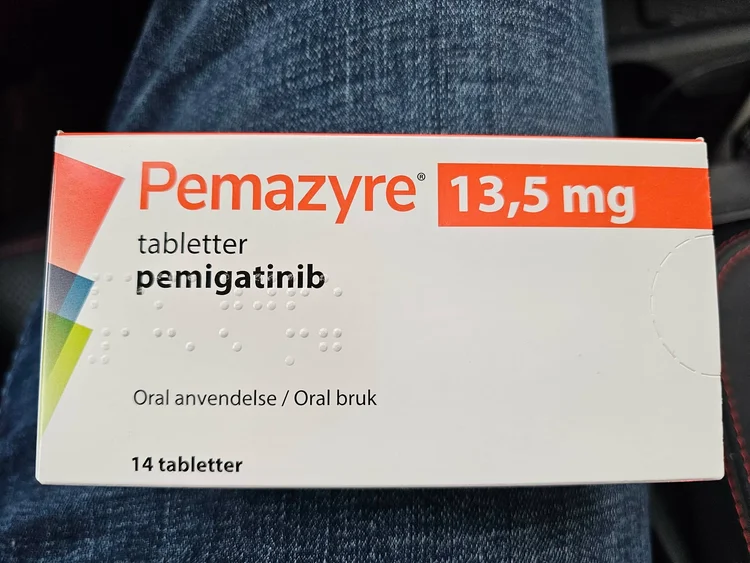 Pemazyre® 13,5 mg
tabletter
pemigatinib
Oral anvendelse / Oral bruk
14 tabletter